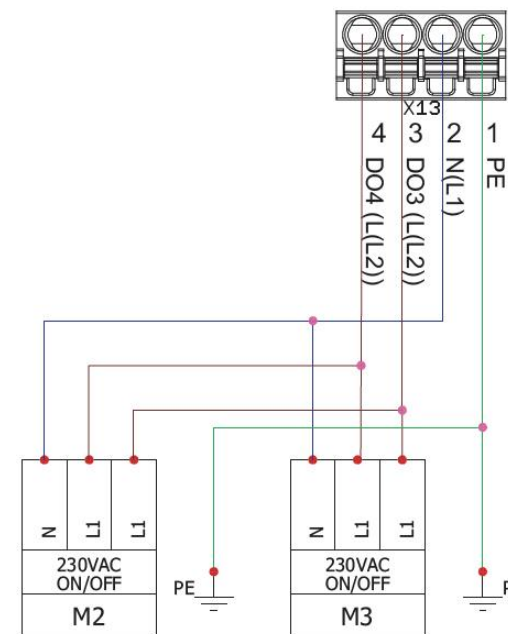 X13
4 3 2 1
DO4 (L(L2))
DO3 (L(L2))
N(L1)
PE
N L1 L1
230VAC
ON/OFF
M2
PE
N L1 L1
230VAC
ON/OFF
M3